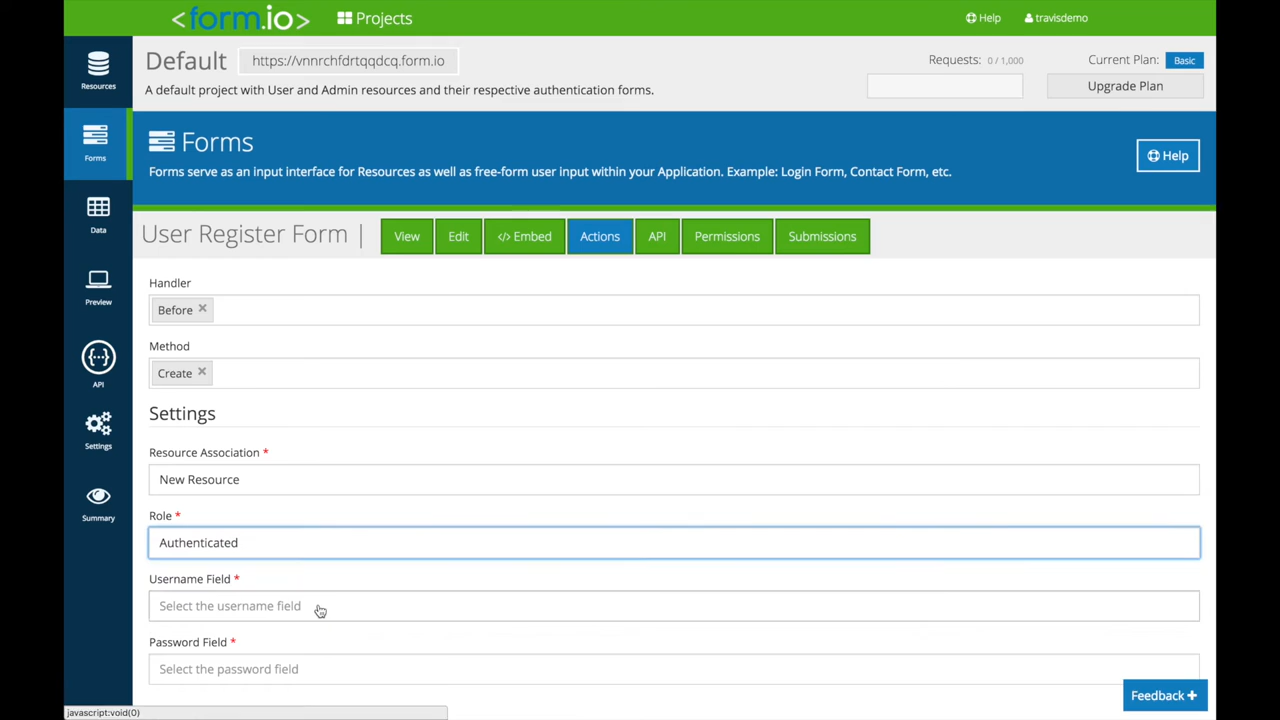 <form.io> Projects Help travisdemo
Default https://vnnrchfdrtqqdcq.form.io Requests: 0 / 1,000 Current Plan: Basic
A default project with User and Admin resources and their respective authentication forms. Upgrade Plan
Resources
Forms
Data
Preview
API
Settings
Summary
Forms
Forms serve as an input interface for Resources as well as free-form user input within your Application. Example: Login Form, Contact Form, etc.
Help
User Register Form | View Edit </> Embed Actions API Permissions Submissions
Handler
Before ×
Method
Create ×
Settings
Resource Association *
New Resource
Role *
Authenticated
Username Field *
Select the username field
Password Field *
Select the password field
Feedback +
javascript:void(0)